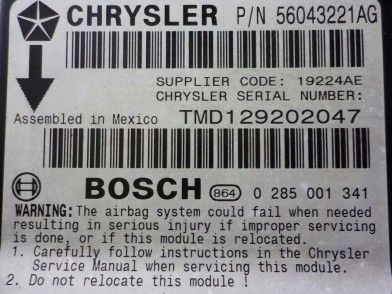 CHRYSLER P/N 56043221AG
SUPPLIER CODE: 19224AE
CHRYSLER SERIAL NUMBER:
Assembled in Mexico TMD129202047
BOSCH 864 0 285 001 341
WARNING: The airbag system could fail when needed
resulting in serious injury if improper servicing
is done, or if this module is relocated.
1. Carefully follow instructions in the Chrysler
Service Manual when servicing this module.
2. Do not relocate this module !